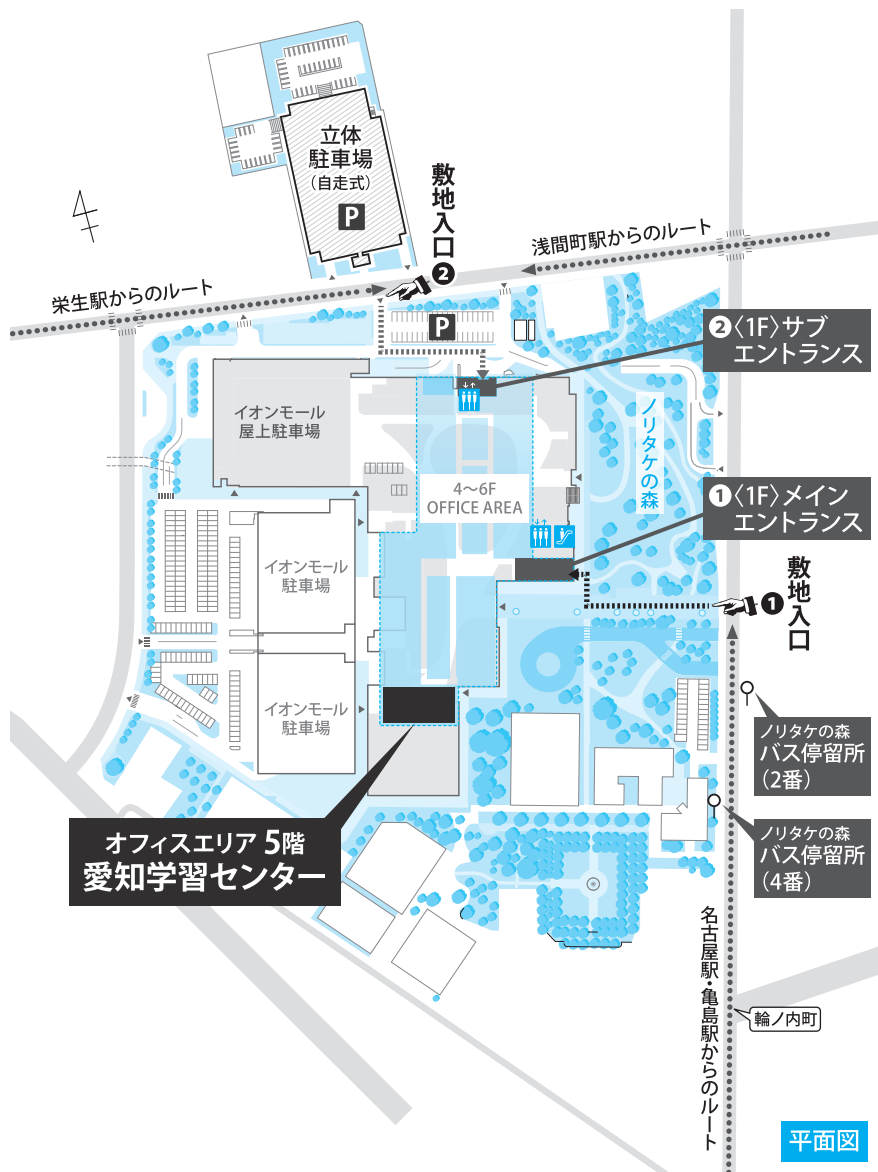 立体
駐車場
(自走式)
P
敷地入口
❷
浅間町駅からのルート
栄生駅からのルート
P
❷〈1F〉サブ
エントランス
イオンモール
屋上駐車場
ノリタケの森
4〜6F
OFFICE AREA
❶〈1F〉メイン
エントランス
イオンモール
駐車場
❶
敷地入口
イオンモール
駐車場
ノリタケの森
バス停留所
(2番)
オフィスエリア 5階
愛知学習センター
ノリタケの森
バス停留所
(4番)
名古屋駅・亀島駅からのルート
輪ノ内町
平面図